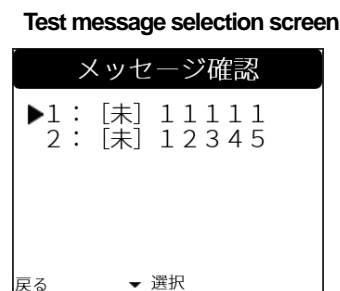 Test message selection screen
メッセージ確認
▶1：［未］１１１１１
2：［未］１２３４５
戻る ▼ 選択